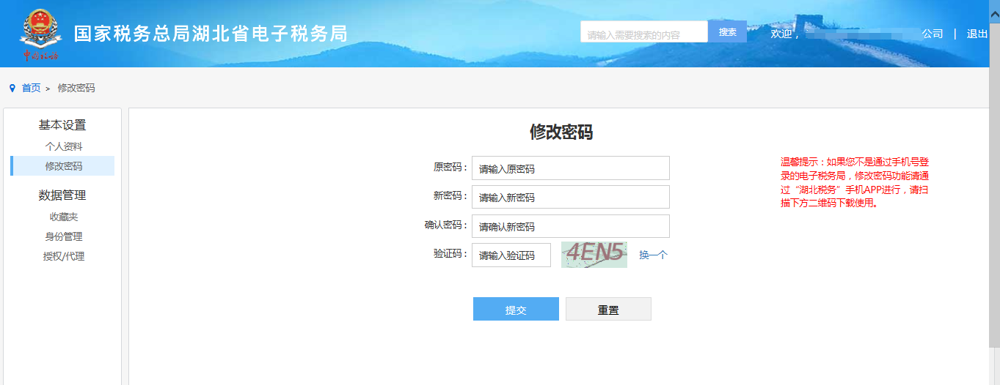 国家税务总局湖北省电子税务局
请输入需要搜索的内容 搜索 欢迎， 公司 | 退出
首页 > 修改密码
基本设置
个人资料
修改密码
数据管理
收藏夹
身份管理
授权/代理
修改密码
原密码： 请输入原密码
新密码： 请输入新密码
确认密码： 请确认新密码
验证码： 请输入验证码 4EN5 换一个
提交 重置
温馨提示：如果您不是通过手机号登
录的电子税务局，修改密码功能请通
过“湖北税务”手机APP进行，请扫
描下方二维码下载使用。